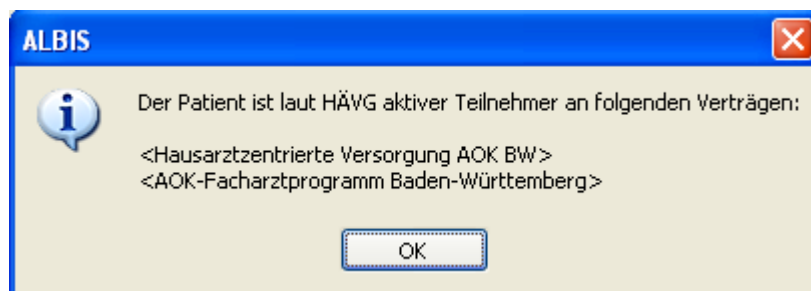 ALBIS
Der Patient ist laut HÄVG aktiver Teilnehmer an folgenden Verträgen:
<Hausarztzentrierte Versorgung AOK BW>
<AOK-Facharztprogramm Baden-Württemberg>
OK